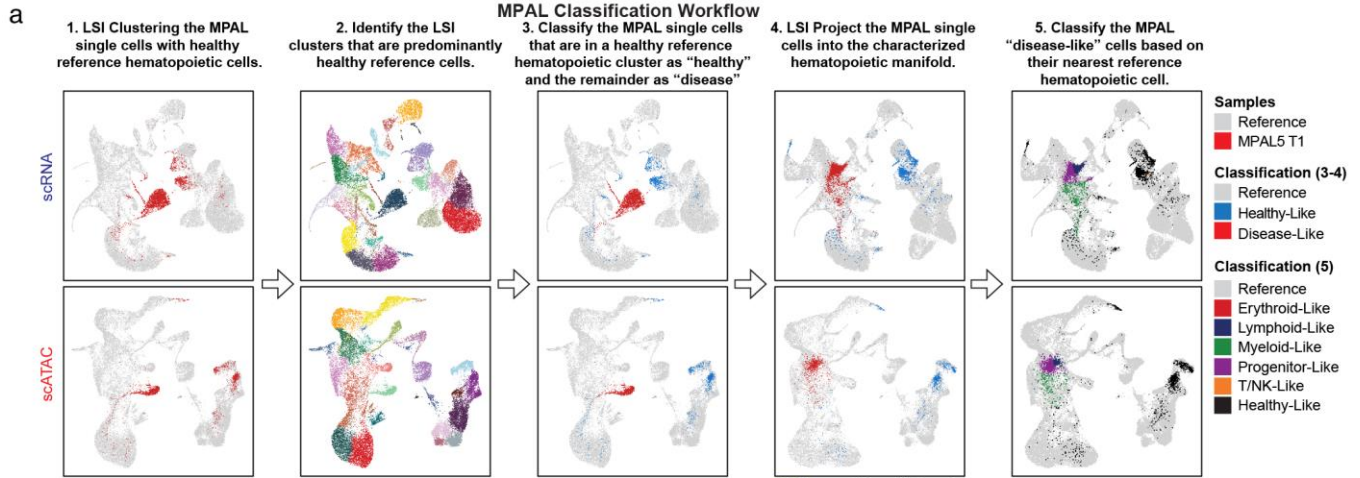 a
MPAL Classification Workflow
1. LSI Clustering the MPAL
single cells with healthy
reference hematopoietic cells.
2. Identify the LSI
clusters that are predominantly
healthy reference cells.
3. Classify the MPAL single cells
that are in a healthy reference
hematopoietic cluster as “healthy”
and the remainder as “disease”
4. LSI Project the MPAL single
cells into the characterized
hematopoietic manifold.
5. Classify the MPAL
“disease-like” cells based on
their nearest reference
hematopoietic cell.
scRNA
scATAC
Samples
Reference
MPAL5 T1
Classification (3-4)
Reference
Healthy-Like
Disease-Like
Classification (5)
Reference
Erythroid-Like
Lymphoid-Like
Myeloid-Like
Progenitor-Like
T/NK-Like
Healthy-Like